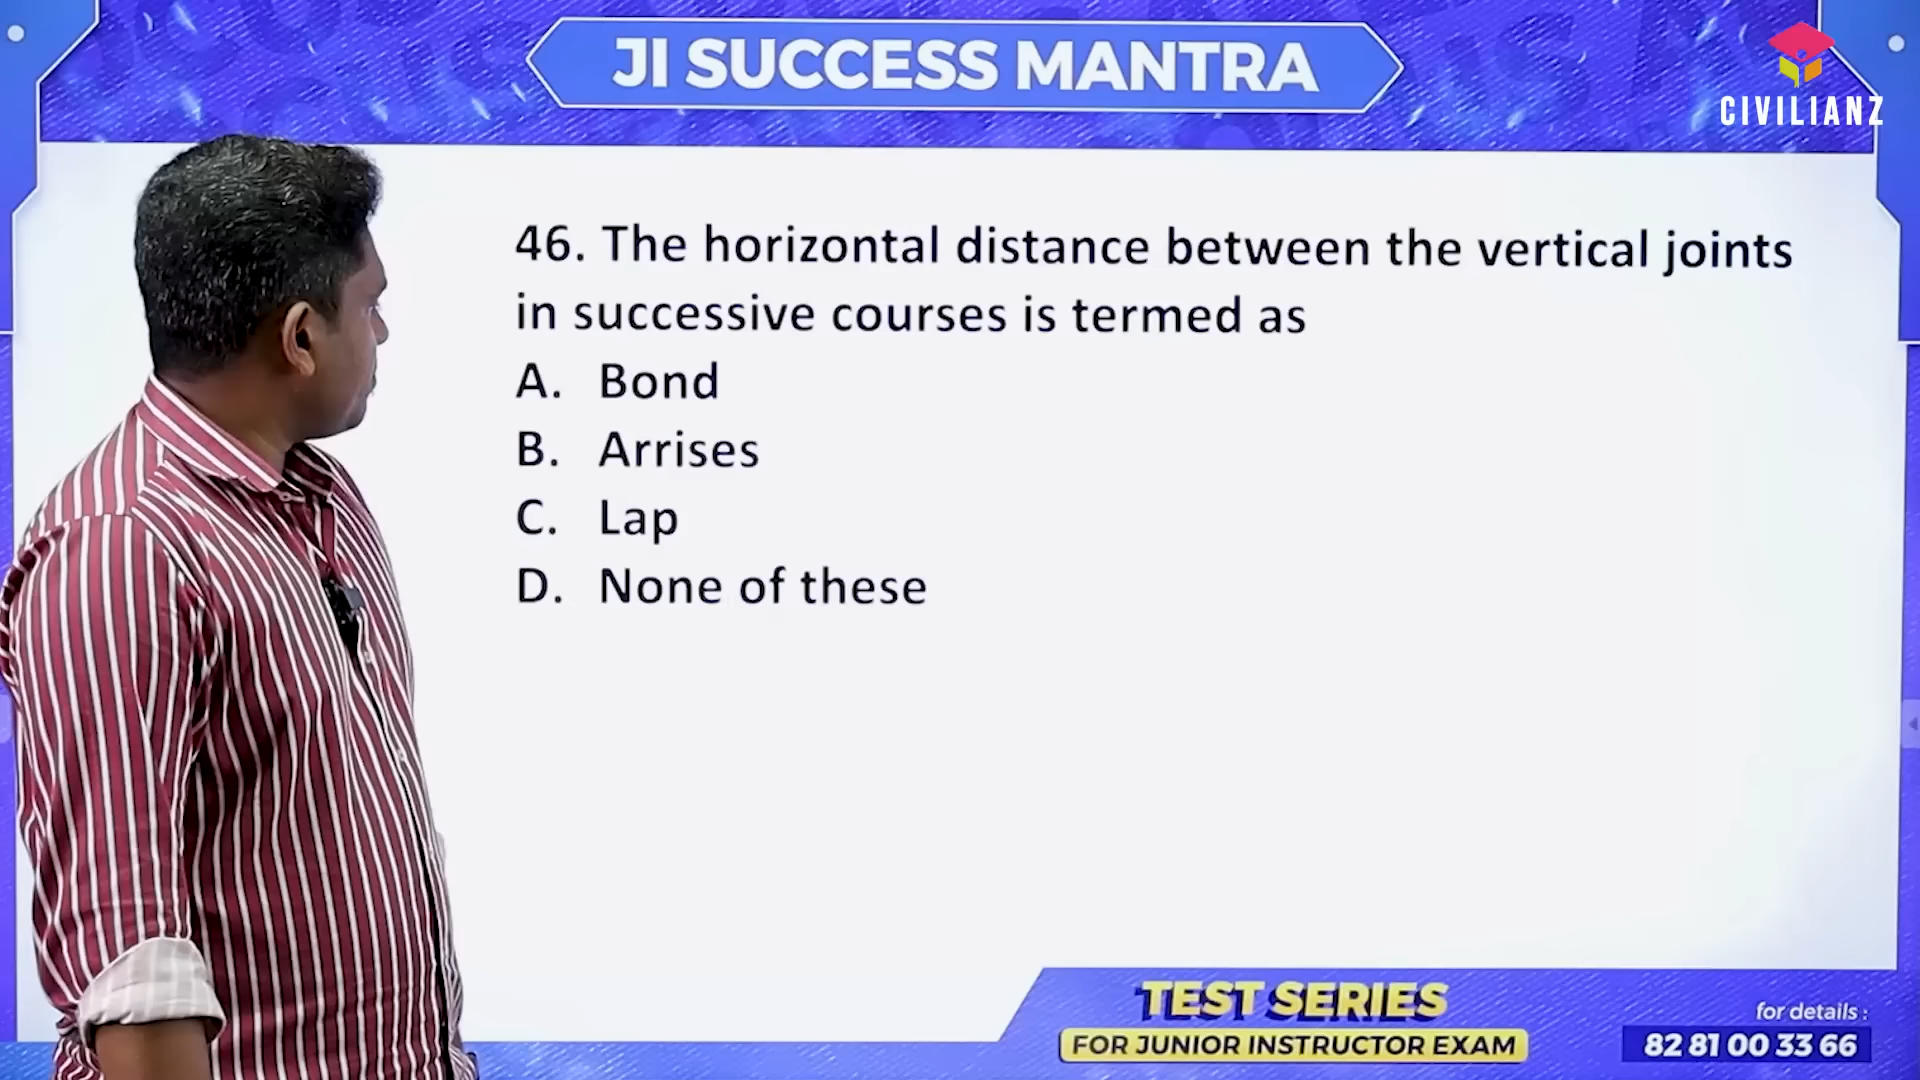 JI SUCCESS MANTRA
CIVILIANZ
46. The horizontal distance between the vertical joints
in successive courses is termed as
A. Bond
B. Arrises
C. Lap
D. None of these
TEST SERIES
FOR JUNIOR INSTRUCTOR EXAM
for details :
82 81 00 33 66